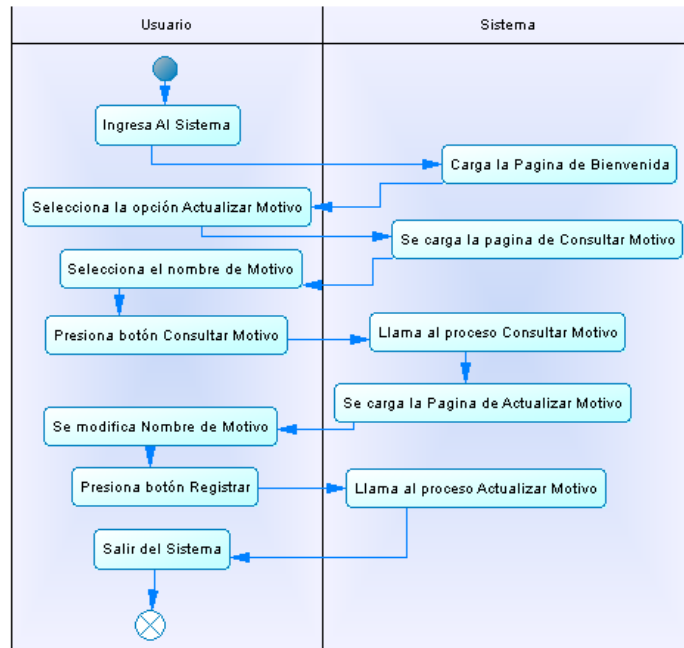 Usuario
Sistema
Ingresa Al Sistema
Carga la Pagina de Bienvenida
Selecciona la opción Actualizar Motivo
Se carga la pagina de Consultar Motivo
Selecciona el nombre de Motivo
Presiona botón Consultar Motivo
Llama al proceso Consultar Motivo
Se carga la Pagina de Actualizar Motivo
Se modifica Nombre de Motivo
Presiona botón Registrar
Llama al proceso Actualizar Motivo
Salir del Sistema